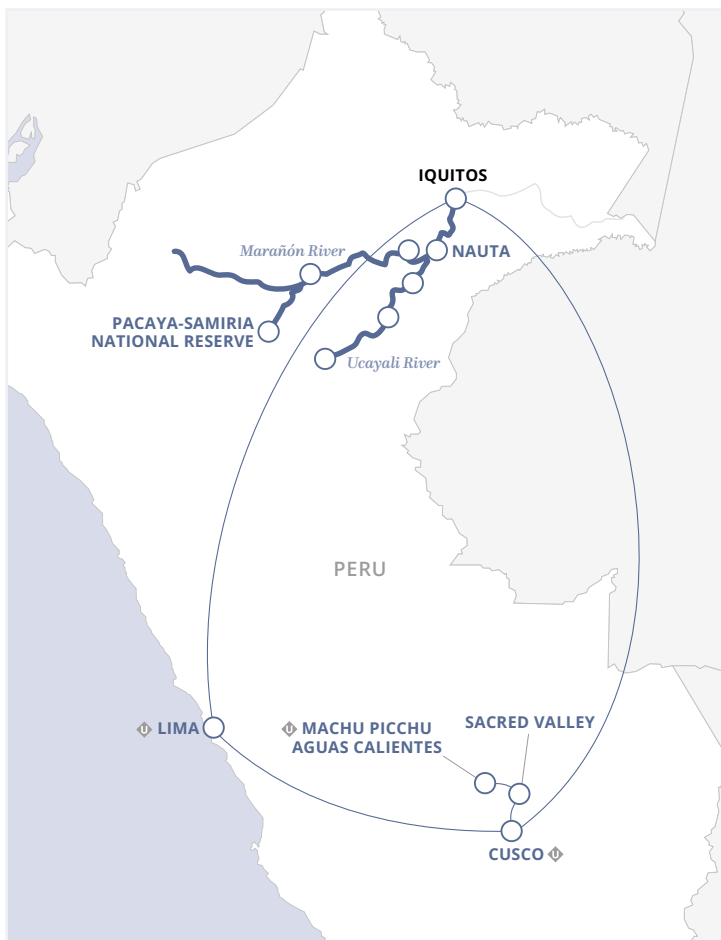 IQUITOS
Marañón River
NAUTA
PACAYA-SAMIRIA
NATIONAL RESERVE
Ucayali River
PERU
U LIMA
U MACHU PICCHU
AGUAS CALIENTES
SACRED VALLEY
CUSCO U